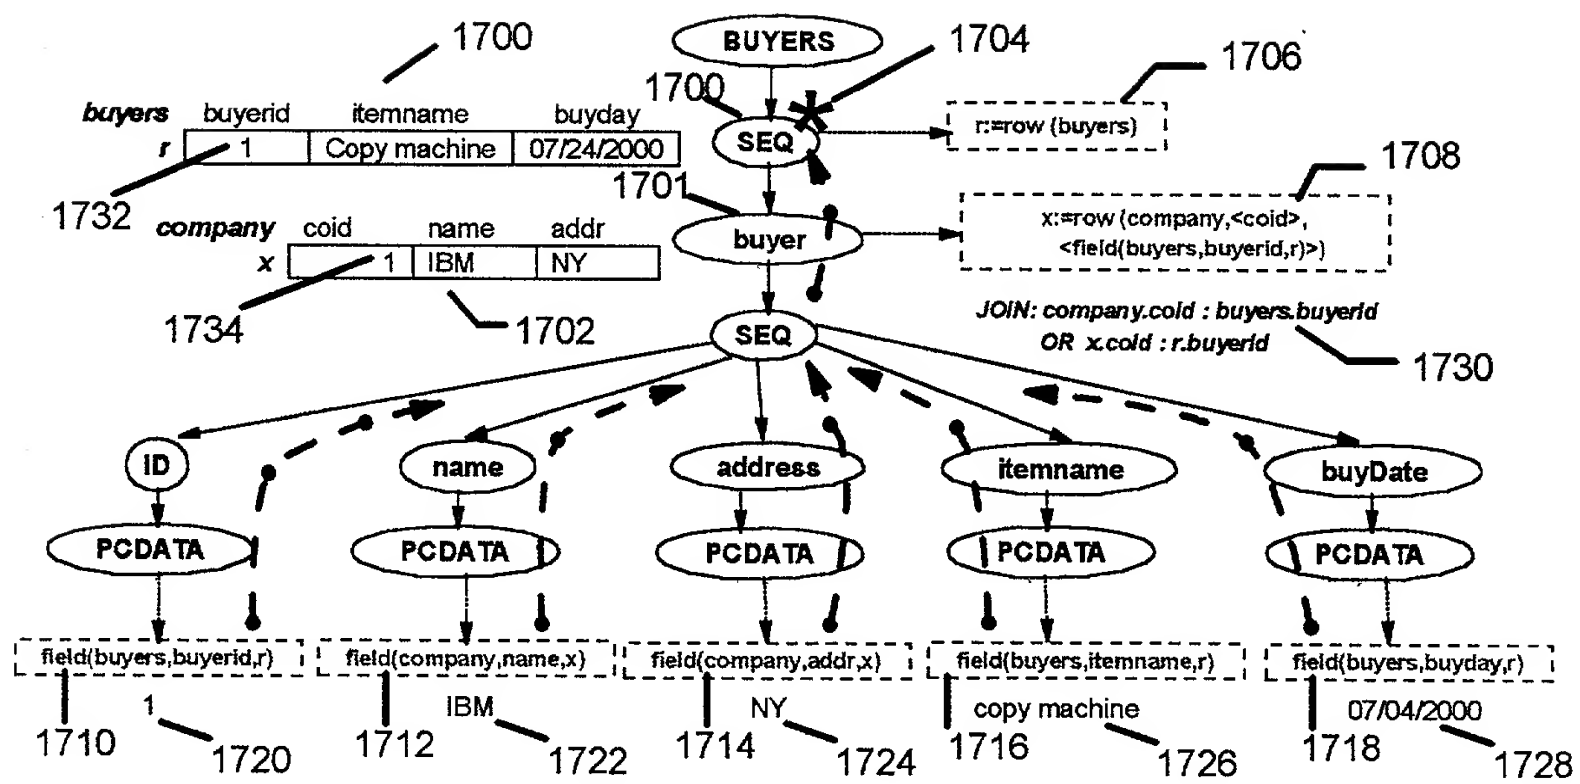 1700
BUYERS
1704
1706
1700
buyers buyerid itemname buyday
r 1 Copy machine 07/24/2000
SEQ
r:=row (buyers)
1732
1701
1708
company coid name addr
x 1 IBM NY
buyer
x:=row (company,<coid>,
<field(buyers,buyerid,r)>)
1734
1702
SEQ
JOIN: company.coid : buyers.buyerid
OR x.coid : r.buyerid
1730
ID name address itemname buyDate
PCDATA PCDATA PCDATA PCDATA PCDATA
field(buyers,buyerid,r) field(company,name,x) field(company,addr,x) field(buyers,itemname,r) field(buyers,buyday,r)
1 IBM NY copy machine 07/04/2000
1710 1720 1712 1722 1714 1724 1716 1726 1718 1728